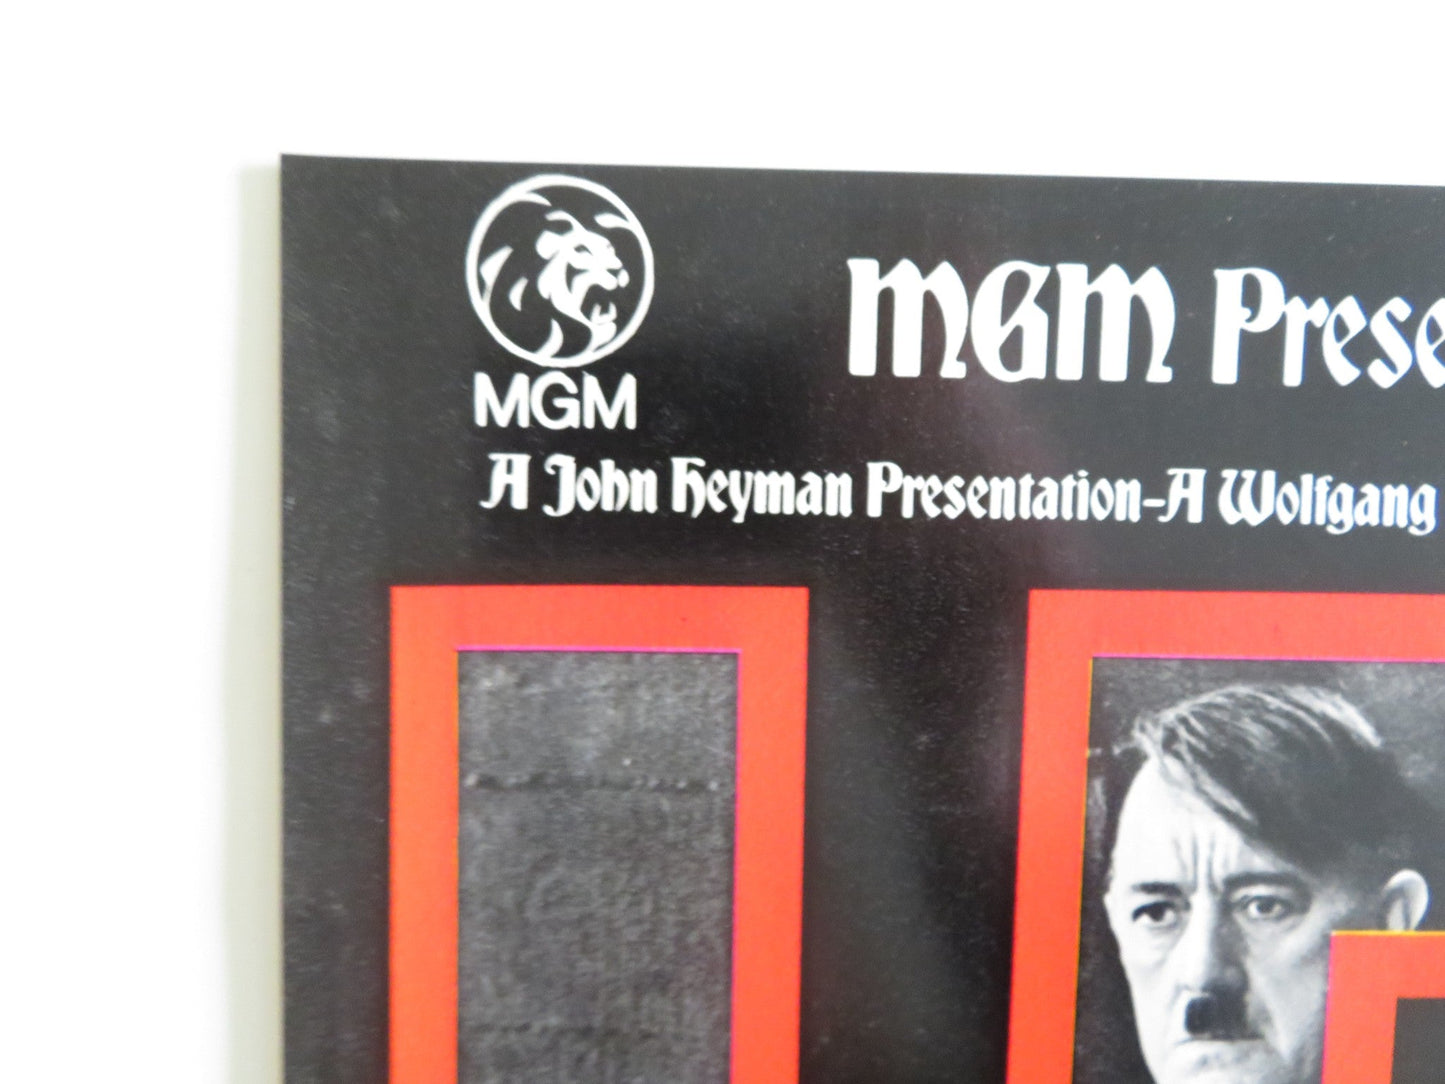 MGM
MGM Prese
A John Heyman Presentation-A Wolfgang